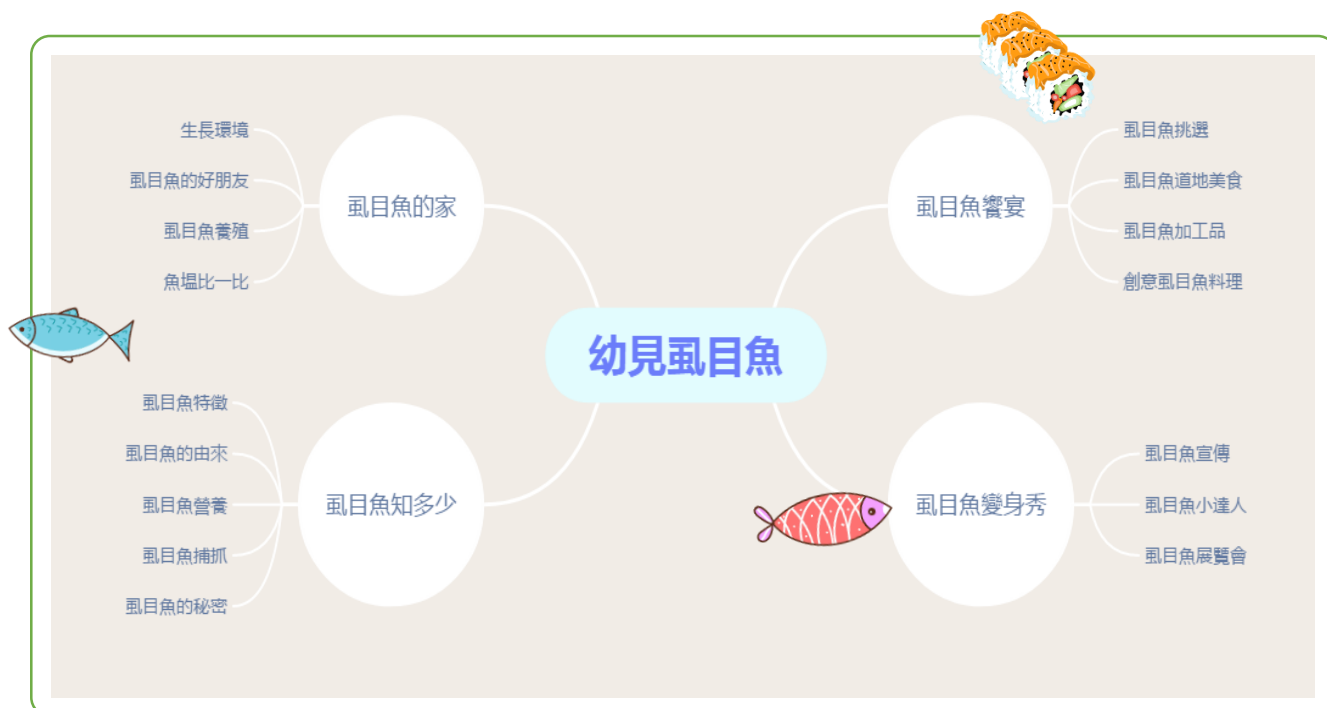 幼見虱目魚
虱目魚的家
生長環境
虱目魚的好朋友
虱目魚養殖
魚塭比一比
虱目魚知多少
虱目魚特徵
虱目魚的由來
虱目魚營養
虱目魚捕抓
虱目魚的秘密
虱目魚饗宴
虱目魚挑選
虱目魚道地美食
虱目魚加工品
創意虱目魚料理
虱目魚變身秀
虱目魚宣傳
虱目魚小達人
虱目魚展覽會